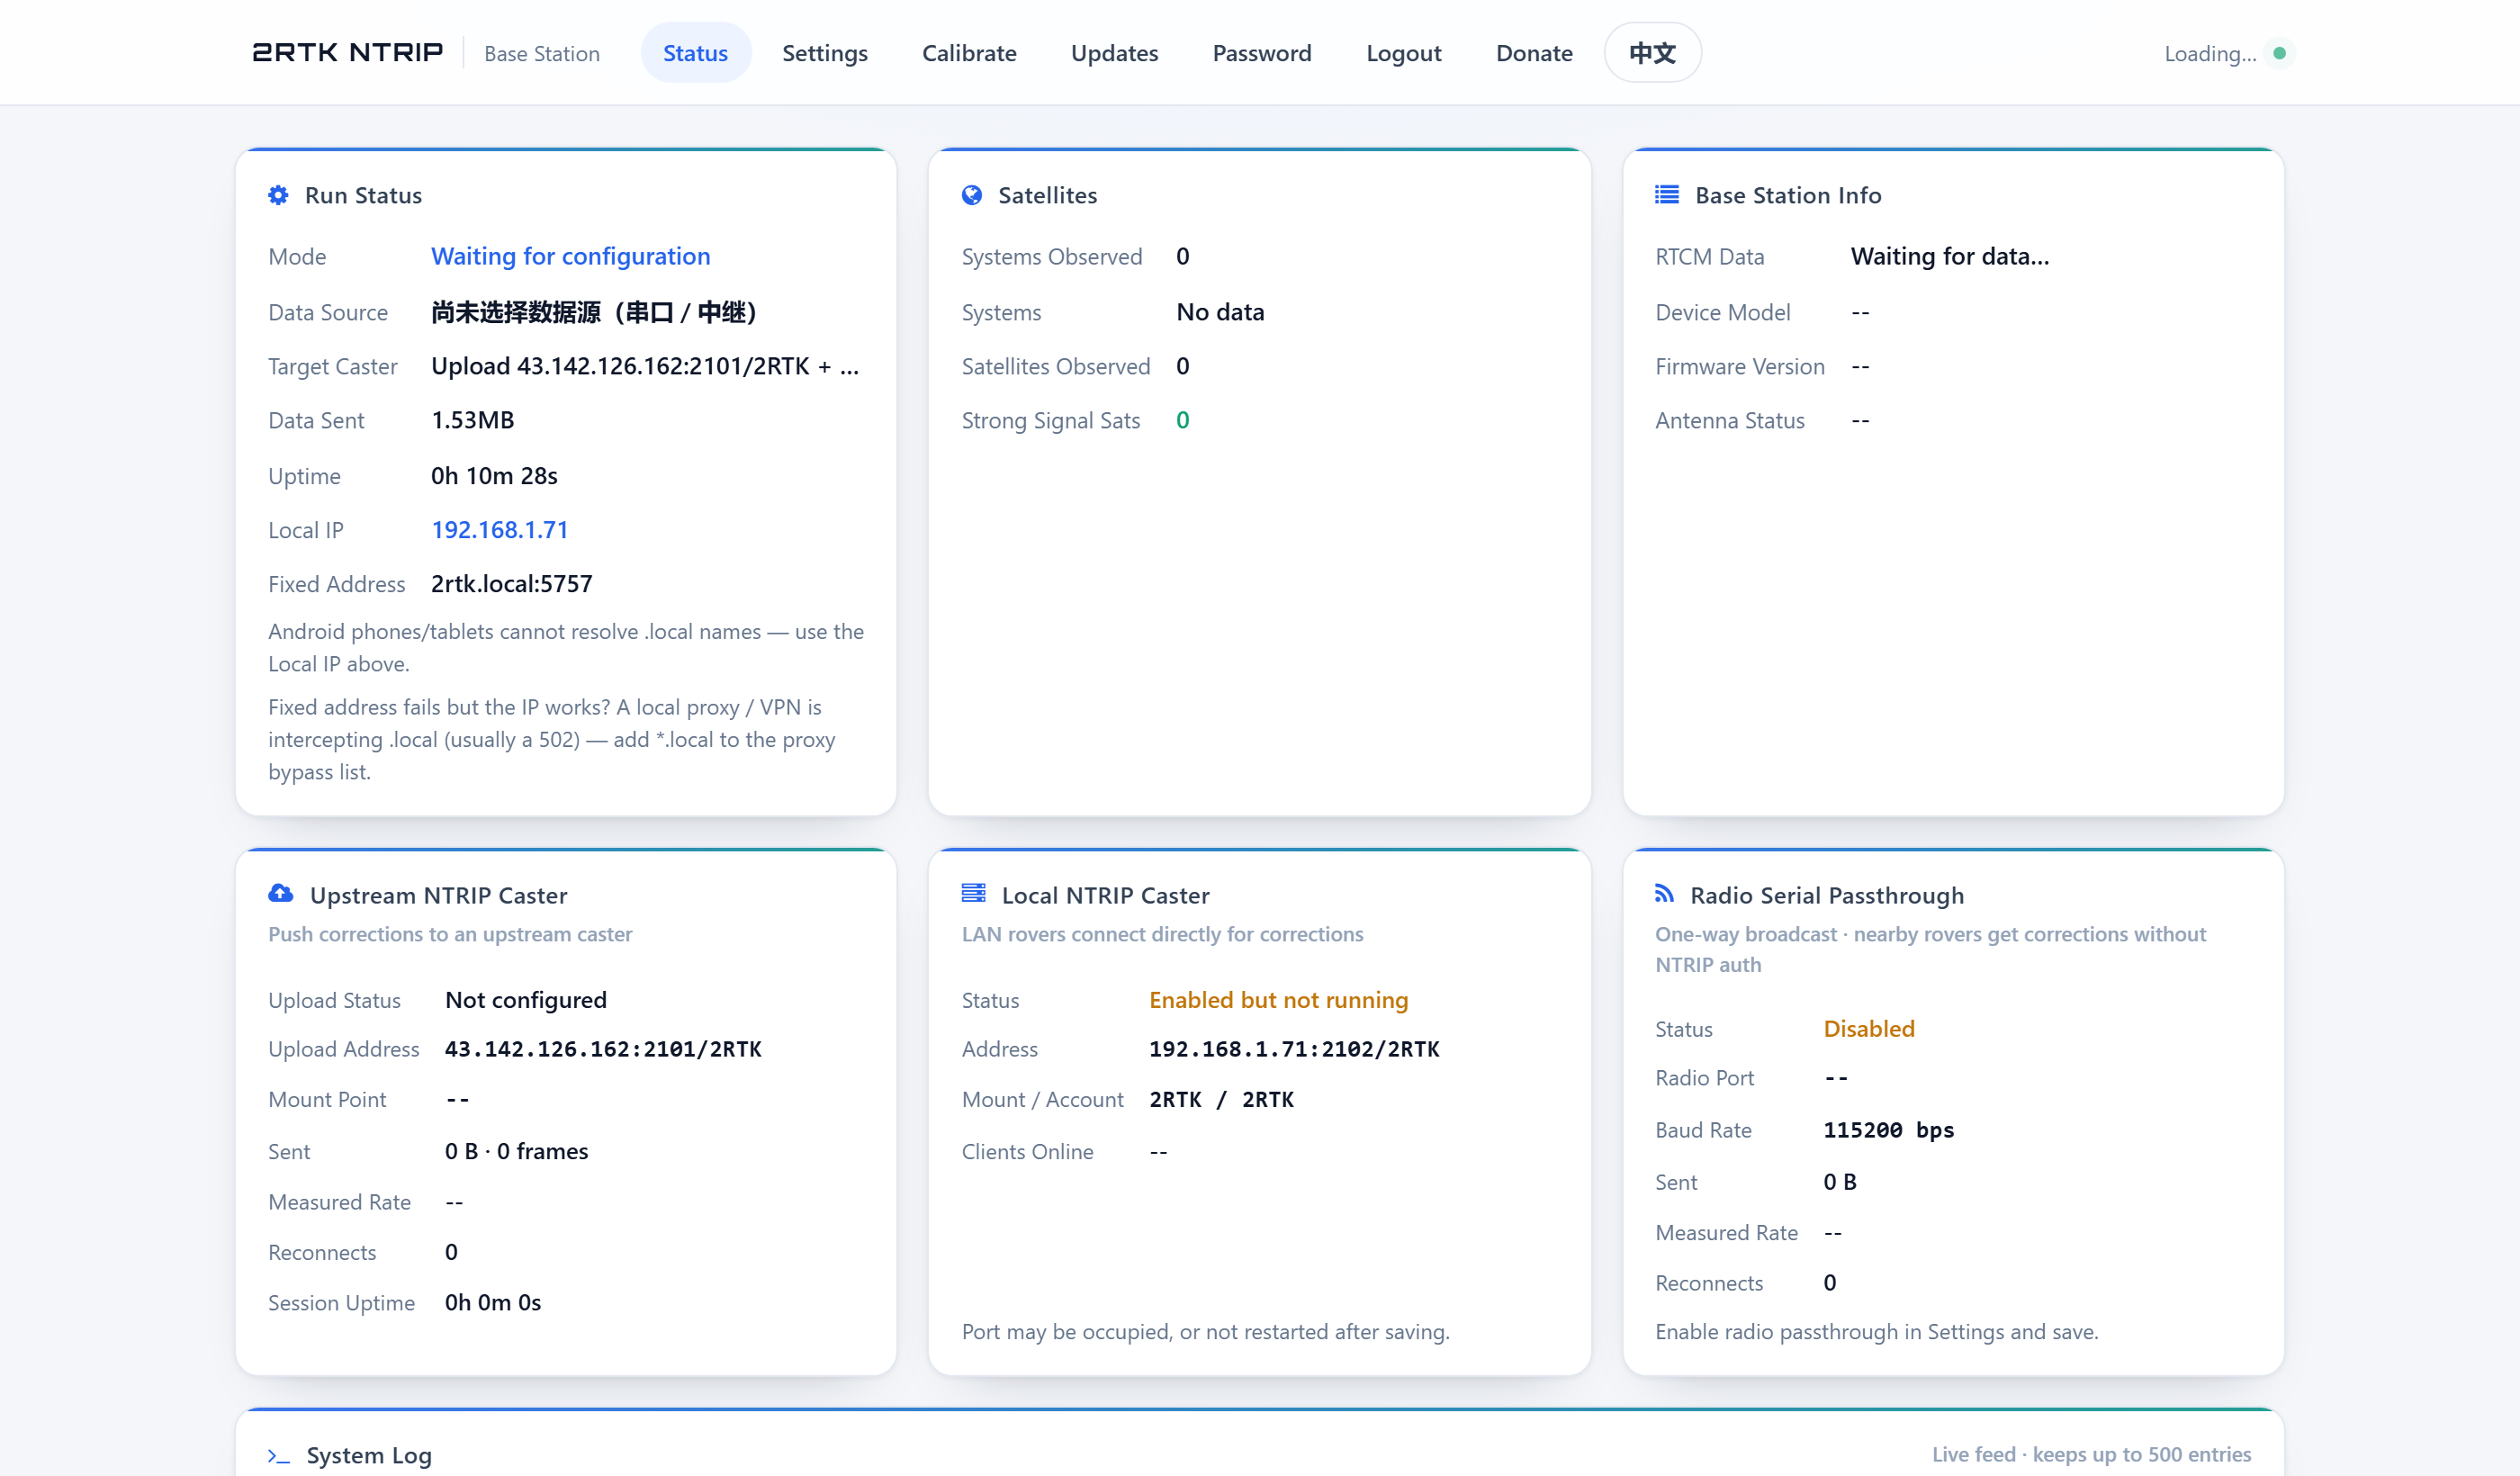 2RTK NTRIP
Base Station
Status
Settings
Calibrate
Updates
Password
Logout
Donate
中文
Loading...
Run Status
Mode Waiting for configuration
Data Source 尚未选择数据源（串口 / 中继）
Target Caster Upload 43.142.126.162:2101/2RTK + ...
Data Sent 1.53MB
Uptime 0h 10m 28s
Local IP 192.168.1.71
Fixed Address 2rtk.local:5757
Android phones/tablets cannot resolve .local names — use the
Local IP above.
Fixed address fails but the IP works? A local proxy / VPN is
intercepting .local (usually a 502) — add *.local to the proxy
bypass list.
Satellites
Systems Observed 0
Systems No data
Satellites Observed 0
Strong Signal Sats 0
Base Station Info
RTCM Data Waiting for data...
Device Model --
Firmware Version --
Antenna Status --
Upstream NTRIP Caster
Push corrections to an upstream caster
Upload Status Not configured
Upload Address 43.142.126.162:2101/2RTK
Mount Point --
Sent 0 B · 0 frames
Measured Rate --
Reconnects 0
Session Uptime 0h 0m 0s
Local NTRIP Caster
LAN rovers connect directly for corrections
Status Enabled but not running
Address 192.168.1.71:2102/2RTK
Mount / Account 2RTK / 2RTK
Clients Online --
Port may be occupied, or not restarted after saving.
Radio Serial Passthrough
One-way broadcast · nearby rovers get corrections without
NTRIP auth
Status Disabled
Radio Port --
Baud Rate 115200 bps
Sent 0 B
Measured Rate --
Reconnects 0
Enable radio passthrough in Settings and save.
System Log
Live feed · keeps up to 500 entries